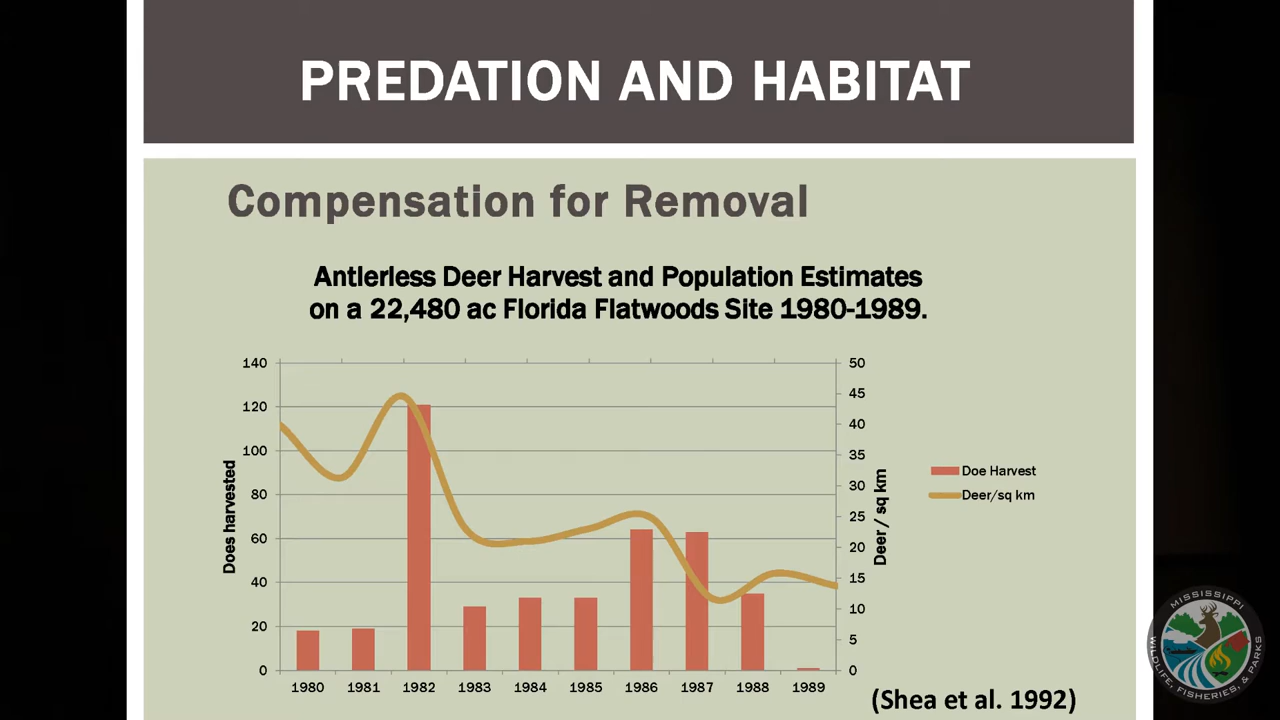 PREDATION AND HABITAT
Compensation for Removal
Antlerless Deer Harvest and Population Estimates
on a 22,480 ac Florida Flatwoods Site 1980-1989.
140
120
100
80
60
40
20
0
Does harvested
50
45
40
35
30
25
20
15
10
5
0
Deer / sq km
Doe Harvest
Deer/sq km
1980 1981 1982 1983 1984 1985 1986 1987 1988 1989
(Shea et al. 1992)
MISSISSIPPI
WILDLIFE, FISHERIES, & PARKS